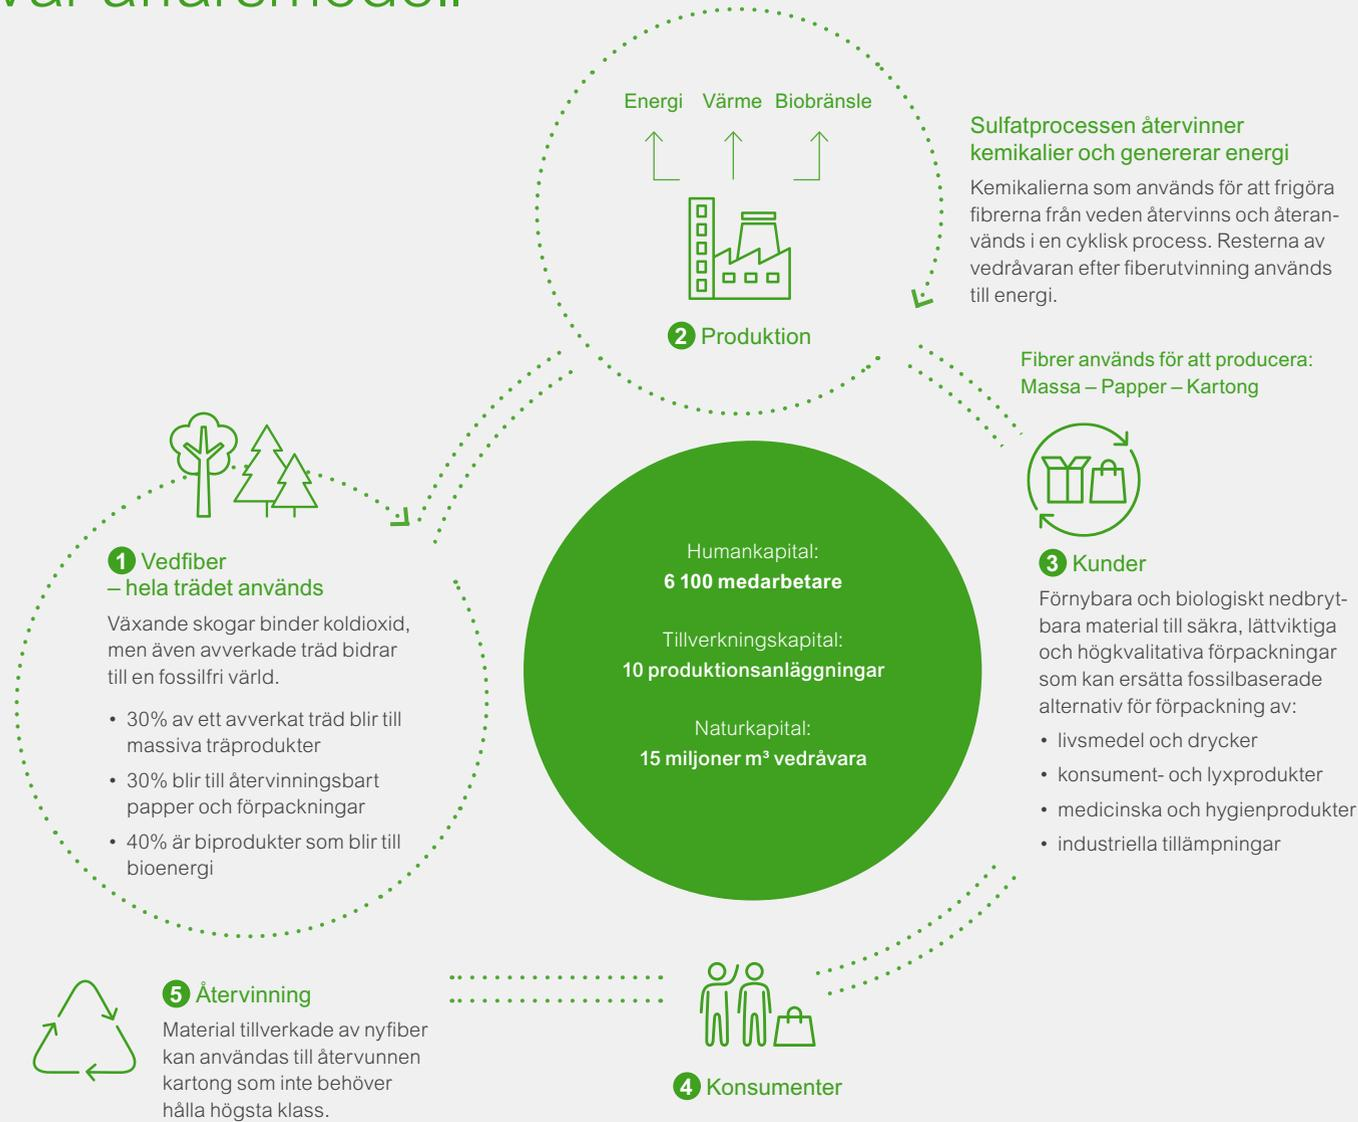 Energi Värme Biobränsle
Sulfatprocessen återvinner
kemikalier och genererar energi
Kemikalierna som används för att frigöra
fibrerna från veden återvinns och återan-
vänds i en cyklisk process. Resterna av
vedråvaran efter fiberutvinning används
till energi.
2 Produktion
Fibrer används för att producera:
Massa – Papper – Kartong
1 Vedfiber
– hela trädet används
Växande skogar binder koldioxid,
men även avverkade träd bidrar
till en fossilfri värld.
• 30% av ett avverkat träd blir till
massiva träprodukter
• 30% blir till återvinningsbart
papper och förpackningar
• 40% är biprodukter som blir till
bioenergi
Humankapital:
6 100 medarbetare
Tillverkningskapital:
10 produktionsanläggningar
Naturkapital:
15 miljoner m³ vedråvara
3 Kunder
Förnybara och biologiskt nedbryt-
bara material till säkra, lättviktiga
och högkvalitativa förpackningar
som kan ersätta fossilbaserade
alternativ för förpackning av:
• livsmedel och drycker
• konsument- och lyxprodukter
• medicinska och hygienprodukter
• industriella tillämpningar
4 Konsumenter
5 Återvinning
Material tillverkade av nyfiber
kan användas till återvunnen
kartong som inte behöver
hålla högsta klass.